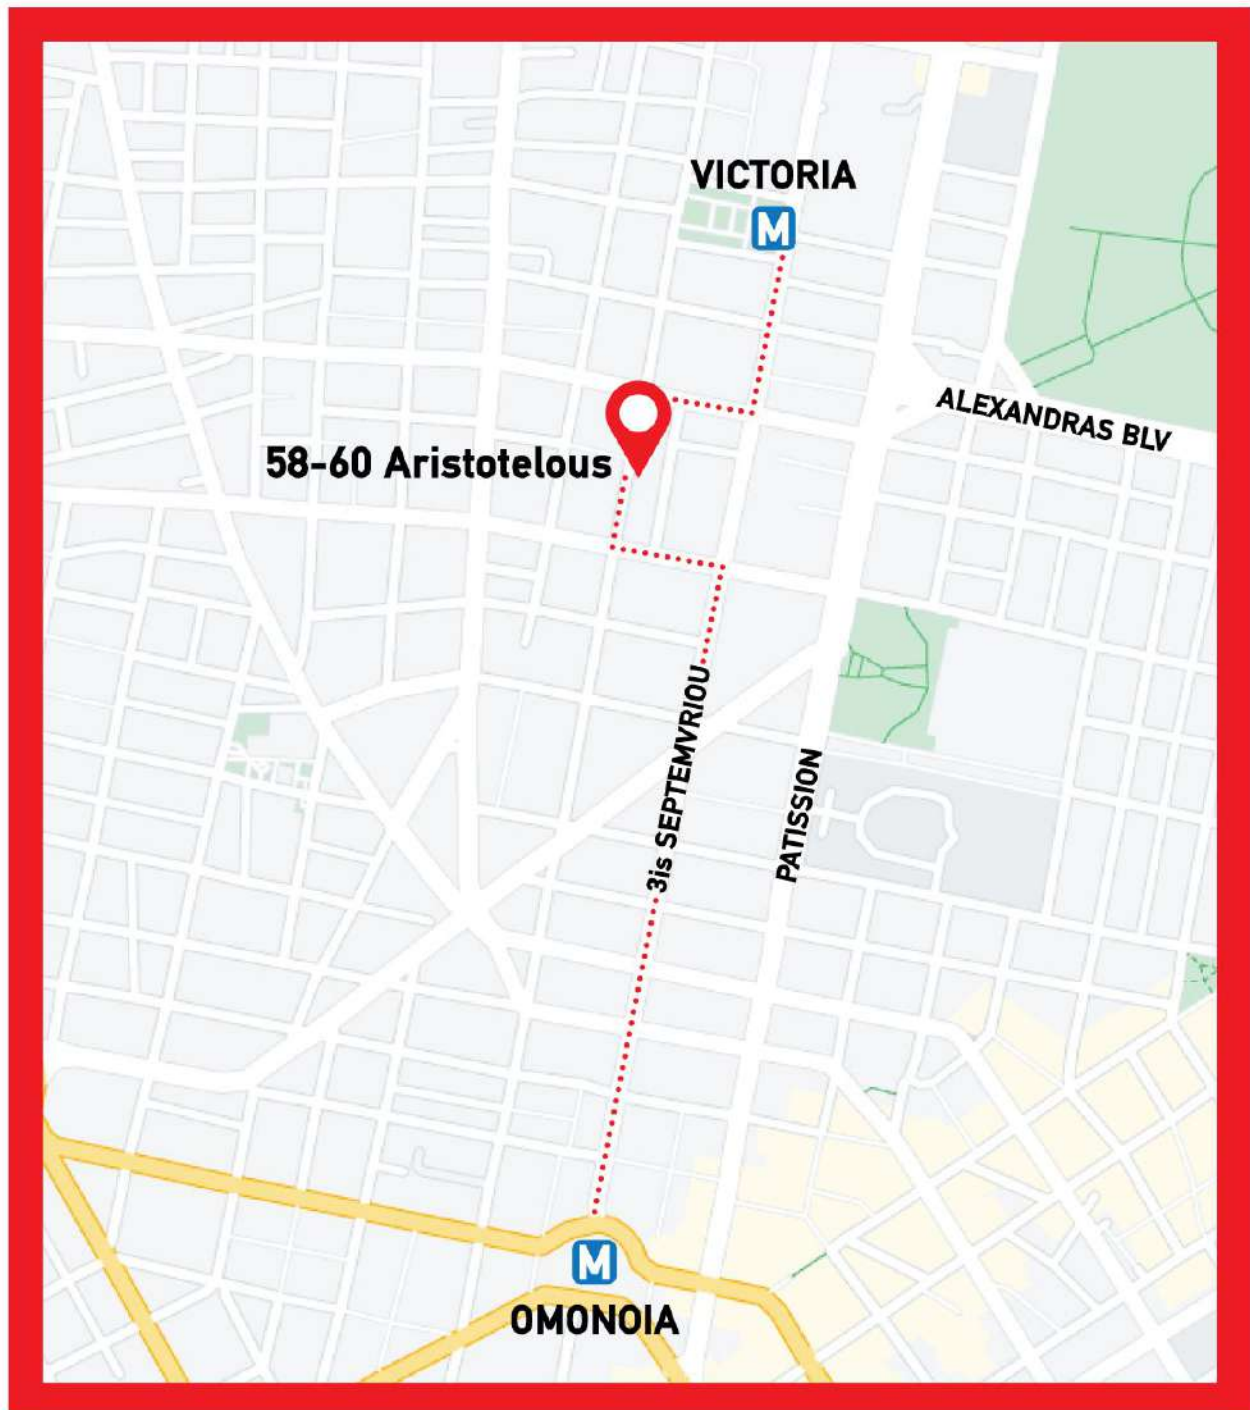 VICTORIA
M
ALEXANDRAS BLV
58-60 Aristotelous
3is SEPTEMVRIOU
PATISSION
M
OMONOIA